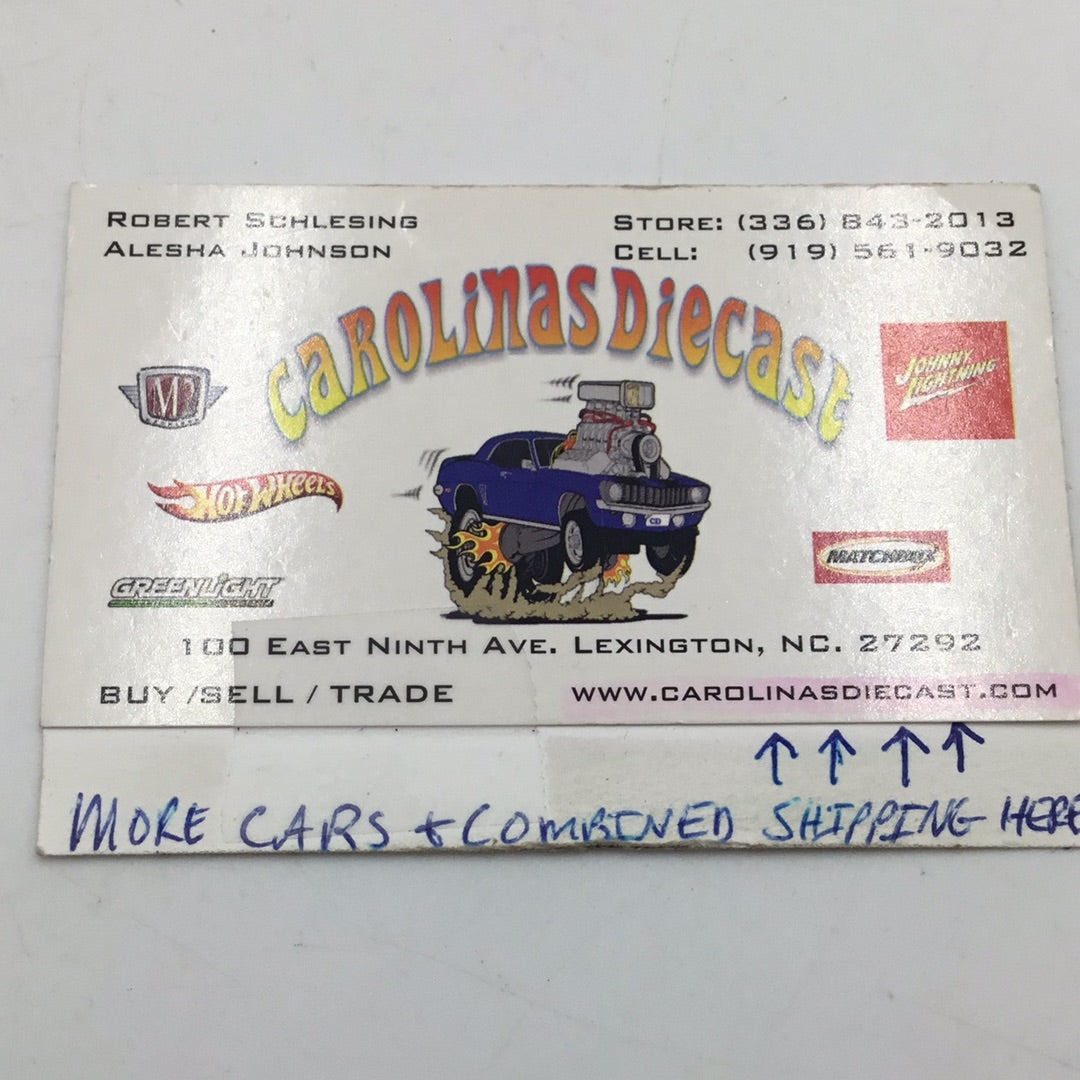 ROBERT SCHLESING
ALESHA JOHNSON
STORE: (336) 843-2013
CELL: (919) 561-9032
CAROLINAS DIECAST
M2
JOHNNY LIGHTNING
HOT WHEELS
MATCHBOX
GREENLIGHT
100 EAST NINTH AVE. LEXINGTON, NC. 27292
BUY /SELL / TRADE
WWW.CAROLINASDIECAST.COM
MORE CARS + COMBINED SHIPPING HERE